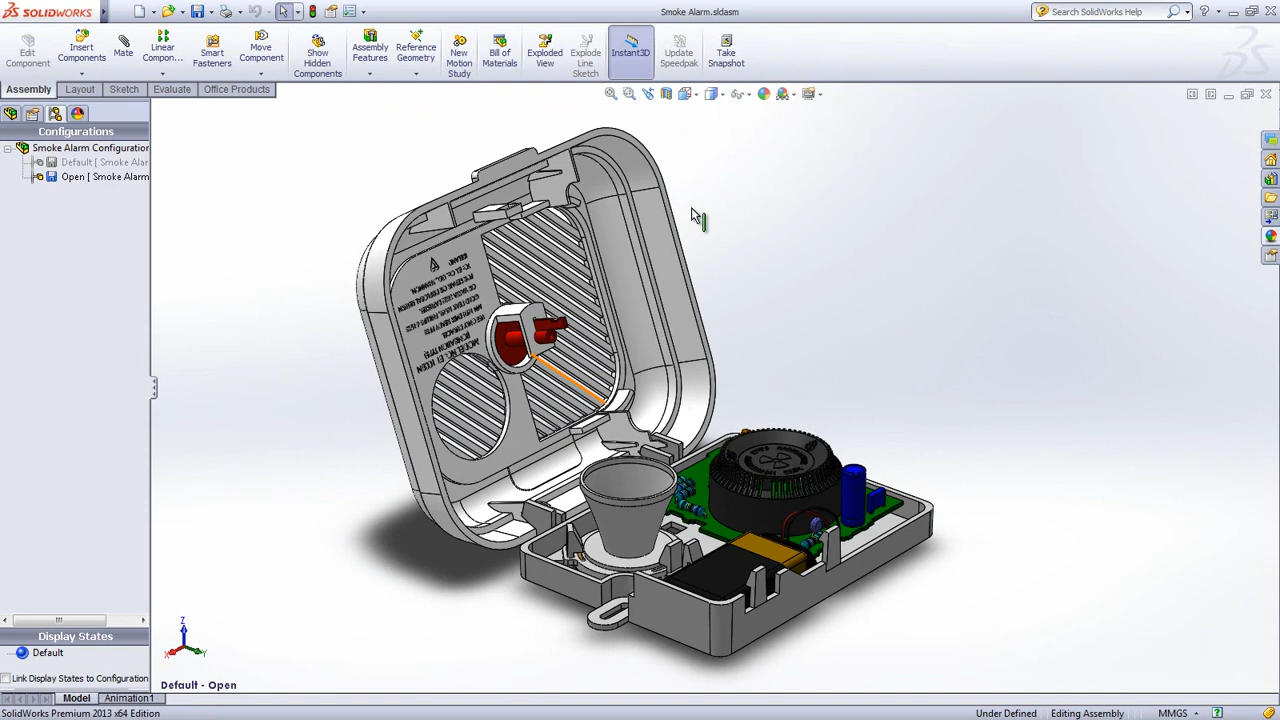 SOLIDWORKS
Smoke Alarm.sldasm
Search SolidWorks Help
Edit Component
Insert Components
Mate
Linear Compon...
Smart Fasteners
Move Component
Show Hidden Components
Assembly Features
Reference Geometry
New Motion Study
Bill of Materials
Exploded View
Explode Line Sketch
Instant3D
Update Speedpak
Take Snapshot
Assembly
Layout
Sketch
Evaluate
Office Products
Configurations
Smoke Alarm Configuration
Default [ Smoke Alar
Open [ Smoke Alarm
Display States
Default
Link Display States to Configuration
Default - Open
Model
Animation1
SolidWorks Premium 2013 x64 Edition
Under Defined
Editing Assembly
MMGS